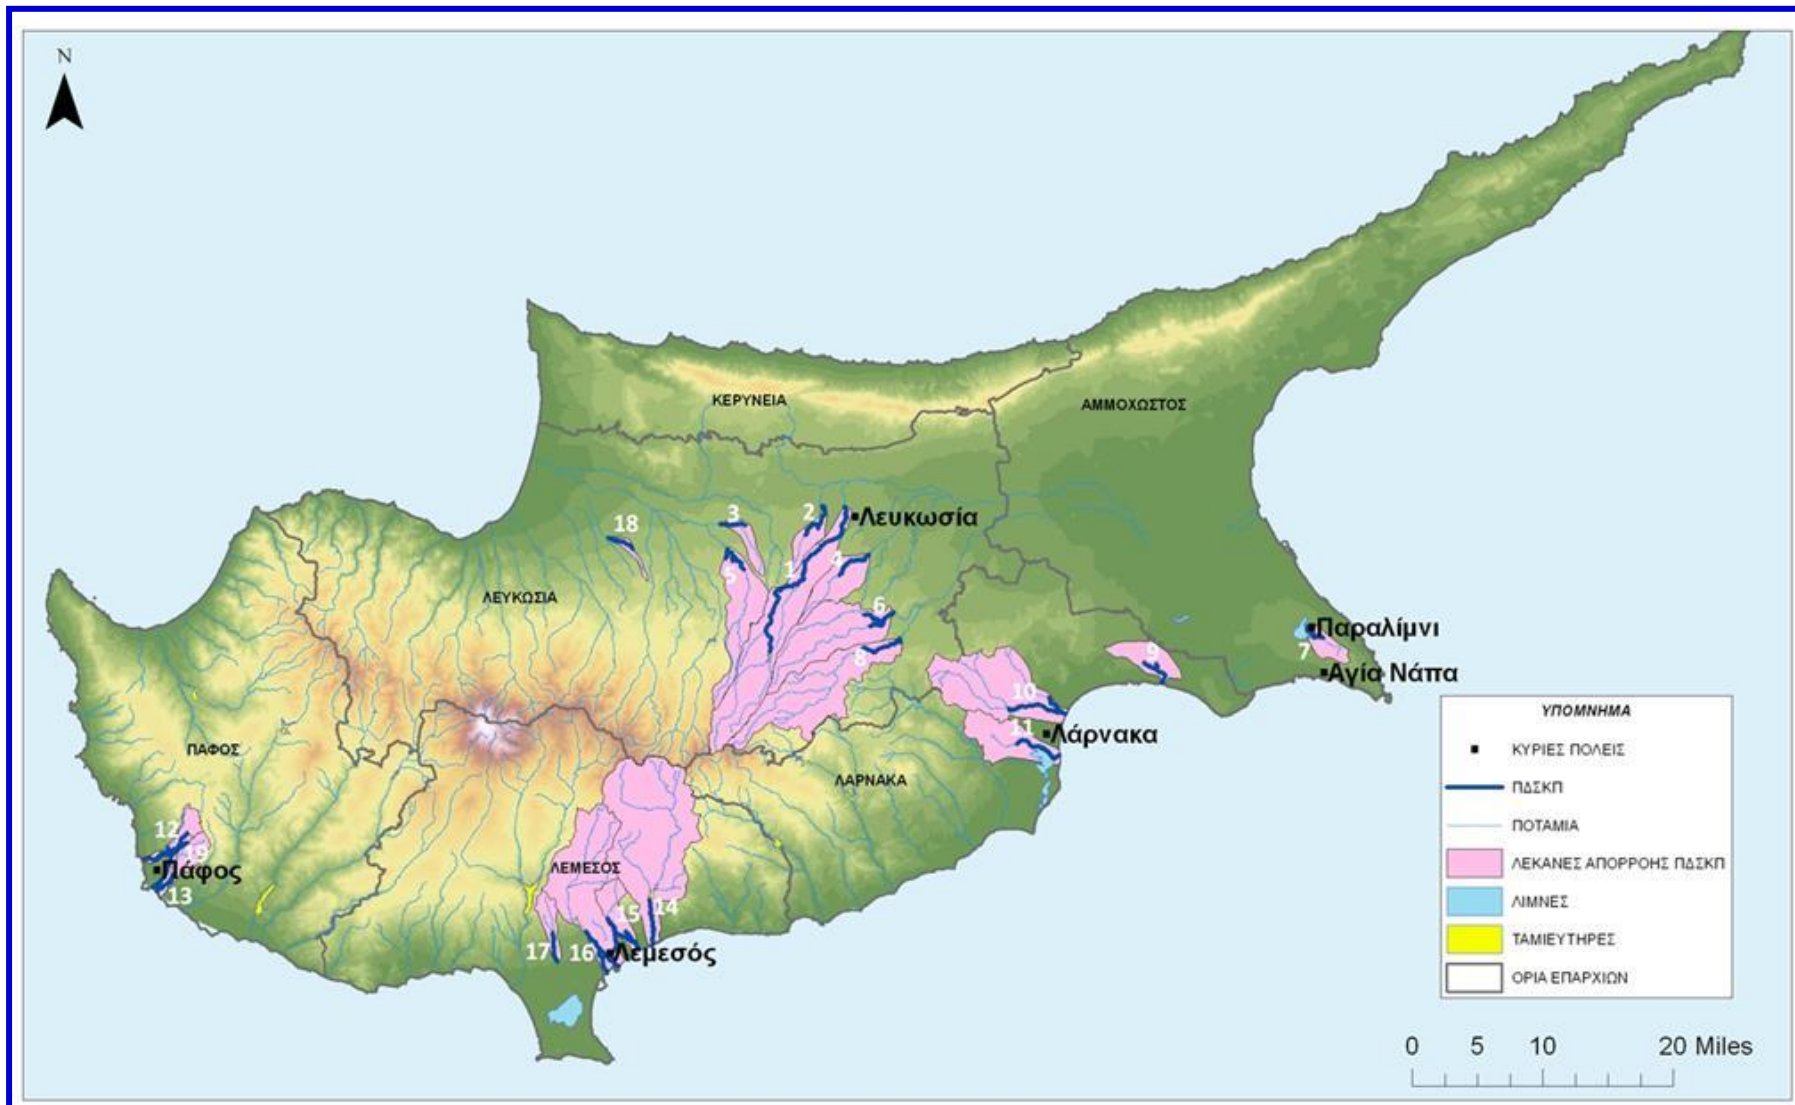 N
ΚΕΡΥΝΕΙΑ
ΑΜΜΟΧΩΣΤΟΣ
18
3
2
Λευκωσία
5
1
4
ΛΕΥΚΩΣΙΑ
6
8
Παραλίμνι
7
Αγία Νάπα
9
10
11
Λάρνακα
ΠΑΦΟΣ
ΛΑΡΝΑΚΑ
12
19
Πάφος
13
ΛΕΜΕΣΟΣ
15
14
17
16
Λεμεσός
ΥΠΟΜΝΗΜΑ
ΚΥΡΙΕΣ ΠΟΛΕΙΣ
ΠΔΣΚΠ
ΠΟΤΑΜΙΑ
ΛΕΚΑΝΕΣ ΑΠΟΡΡΟΗΣ ΠΔΣΚΠ
ΛΙΜΝΕΣ
ΤΑΜΙΕΥΤΗΡΕΣ
ΟΡΙΑ ΕΠΑΡΧΙΩΝ
0 5 10 20 Miles